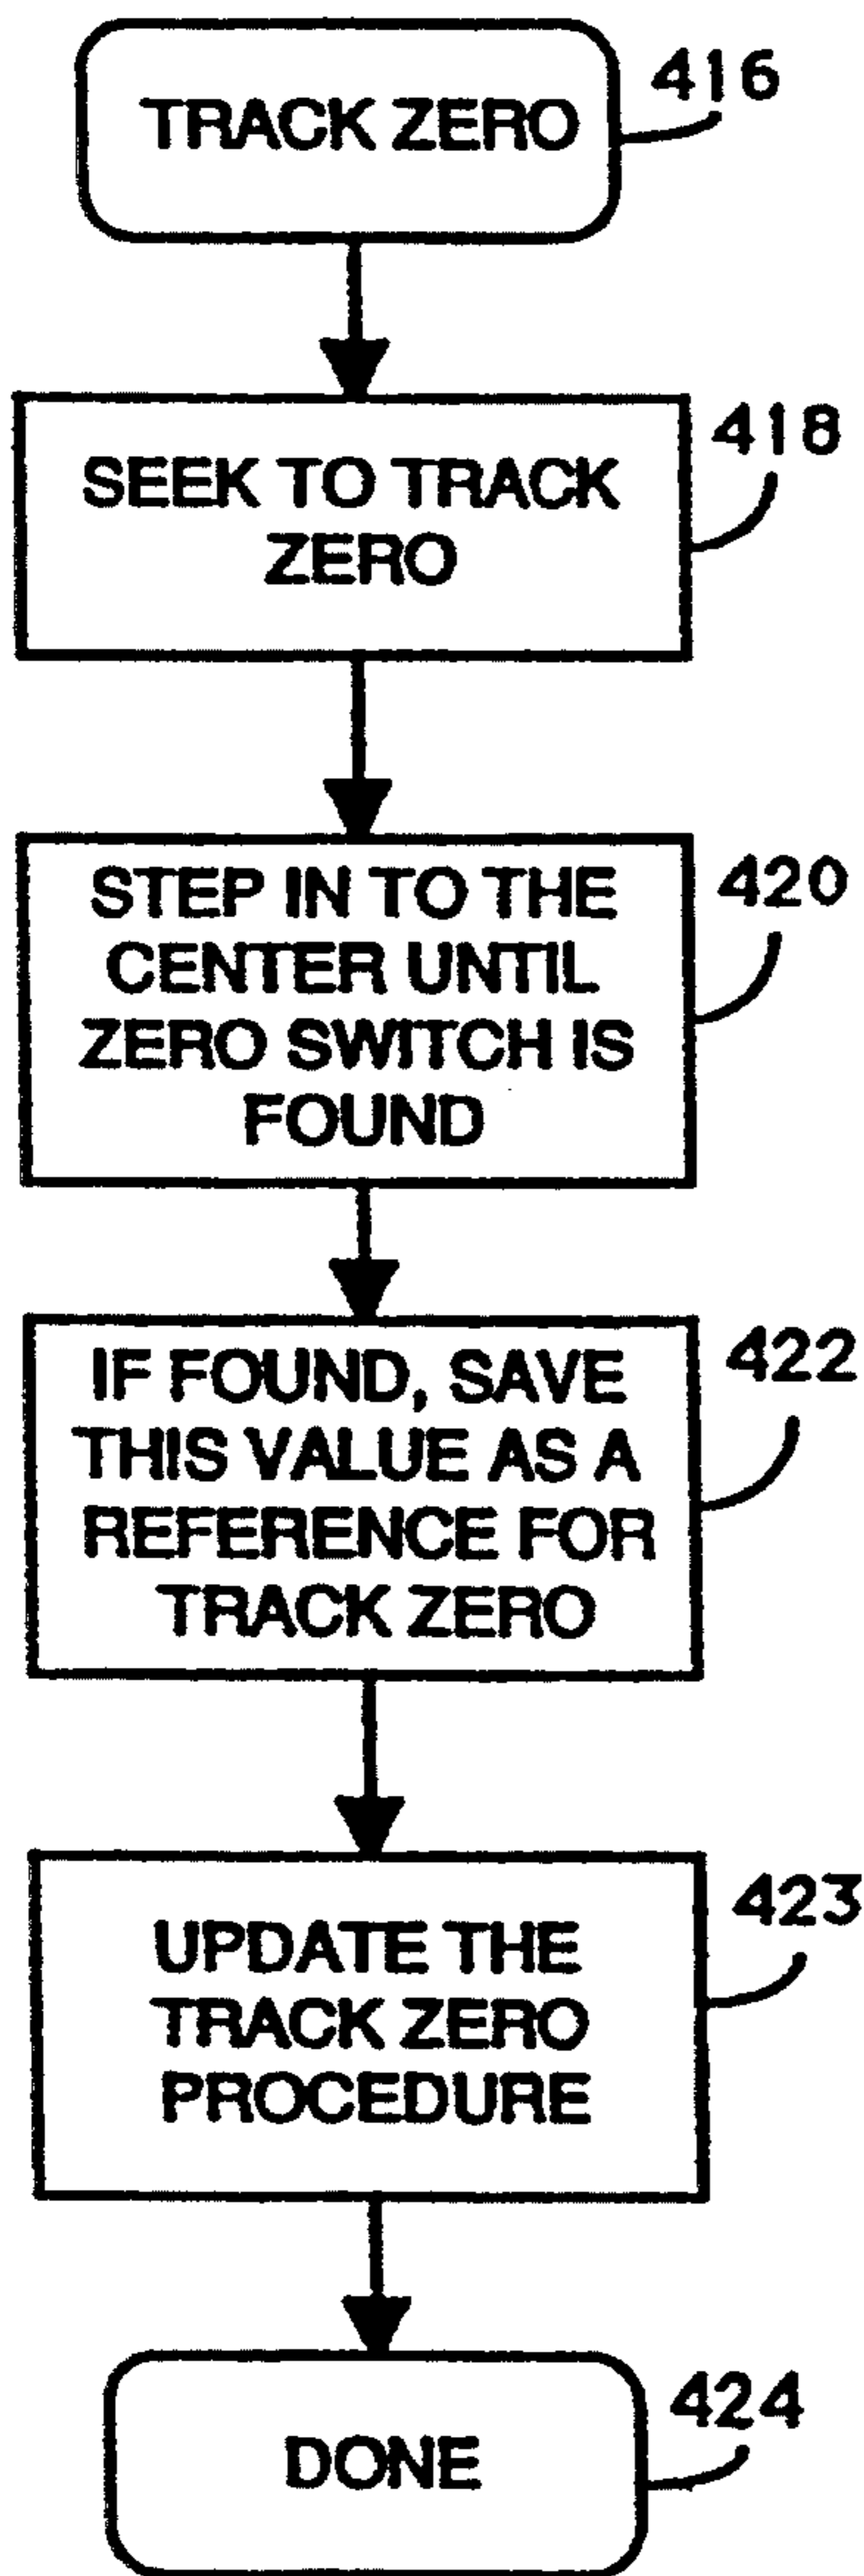 TRACK ZERO
416
SEEK TO TRACK
ZERO
418
STEP IN TO THE
CENTER UNTIL
ZERO SWITCH IS
FOUND
420
IF FOUND, SAVE
THIS VALUE AS A
REFERENCE FOR
TRACK ZERO
422
UPDATE THE
TRACK ZERO
PROCEDURE
423
DONE
424